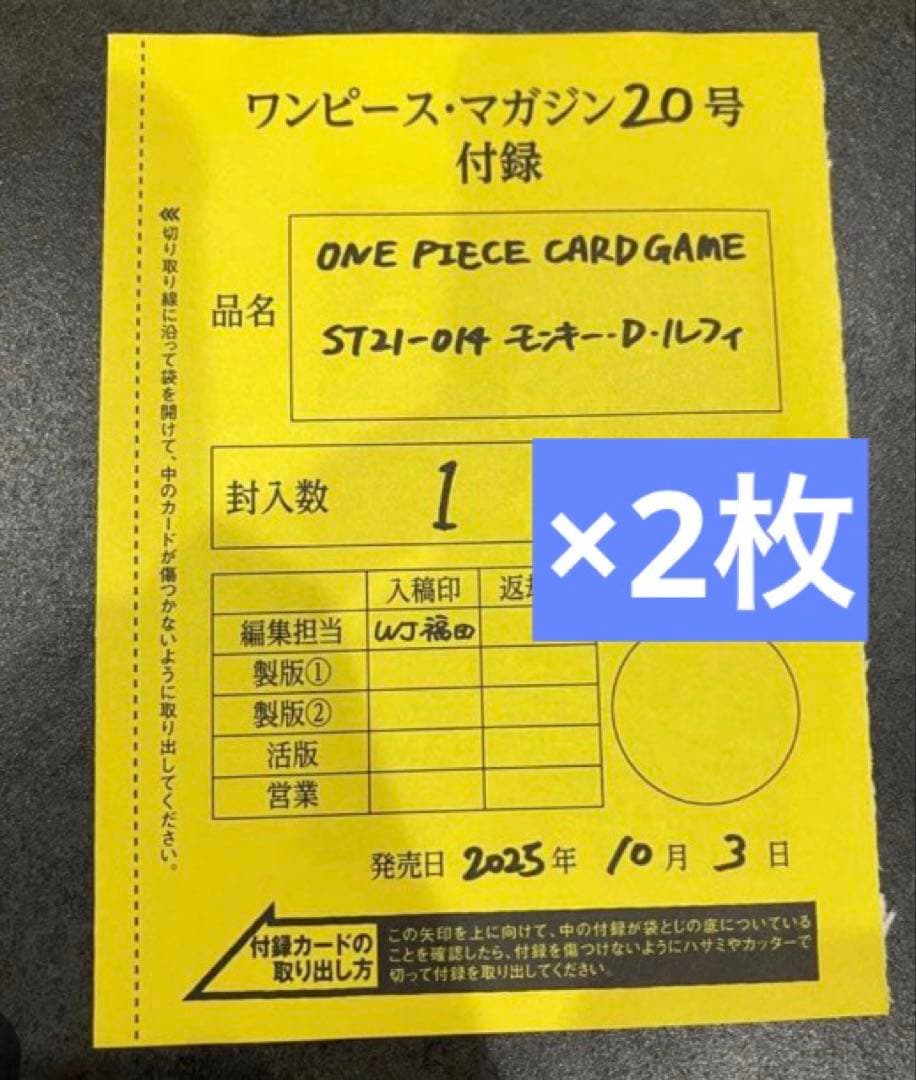 ワンピース・マガジン20号
付録
品名
ONE PIECE CARD GAME
ST21-014 モンキー・D・ルフィ
封入数 1
×2枚
入稿印 返却
編集担当 WJ福田
製版①
製版②
活版
営業
発売日 2025年 10月 3日
付録カードの
取り出し方
この矢印を上に向けて、中の付録が袋とじの底についている
ことを確認したら、付録を傷つけないようにハサミやカッターで
切って付録を取り出してください。
⋘切り取り線に沿って袋を開けて、中のカードが傷つかないように取り出してください。